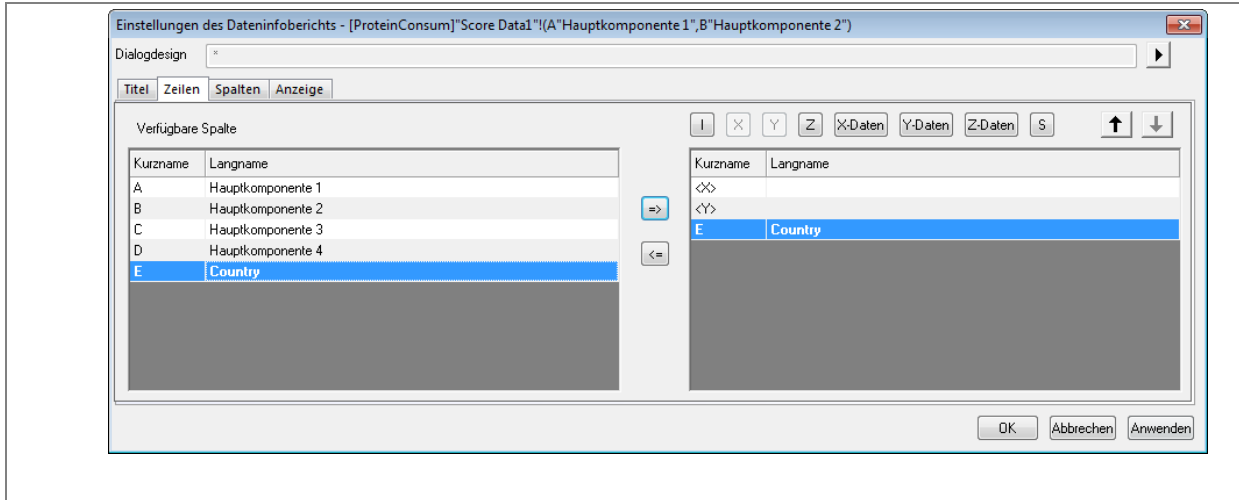 Einstellungen des Dateninfoberichts - [ProteinConsum]"Score Data1"!(A"Hauptkomponente 1",B"Hauptkomponente 2")
Dialogdesign *
Titel Zeilen Spalten Anzeige
Verfügbare Spalte
I X Y Z X-Daten Y-Daten Z-Daten S
Kurzname Langname
A Hauptkomponente 1
B Hauptkomponente 2
C Hauptkomponente 3
D Hauptkomponente 4
E Country
=>
<=
Kurzname Langname
<X>
<Y>
E Country
OK Abbrechen Anwenden